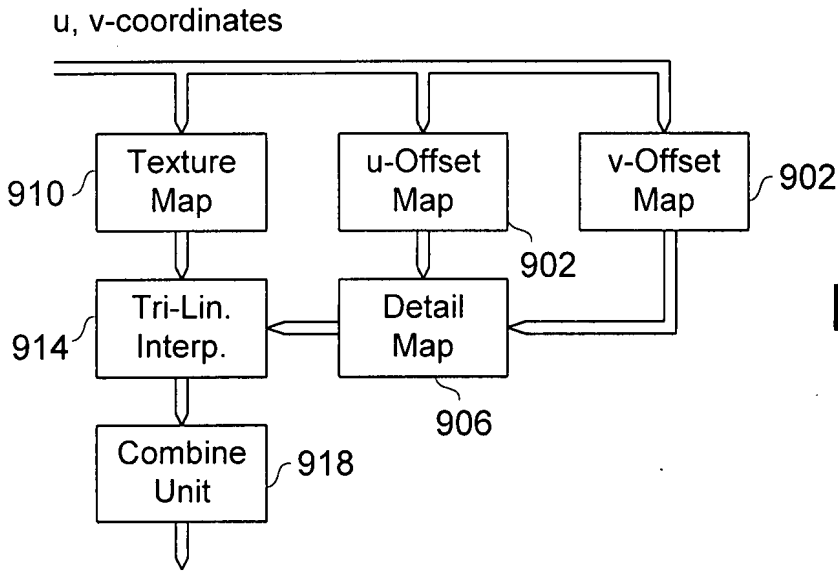 u, v-coordinates
Texture
Map
910
u-Offset
Map
902
v-Offset
Map
902
Tri-Lin.
Interp.
914
Detail
Map
906
Combine
Unit
918